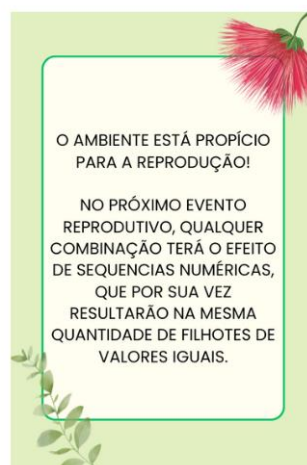 O AMBIENTE ESTÁ PROPÍCIO
PARA A REPRODUÇÃO!
NO PRÓXIMO EVENTO
REPRODUTIVO, QUALQUER
COMBINAÇÃO TERÁ O EFEITO
DE SEQUENCIAS NUMÉRICAS,
QUE POR SUA VEZ
RESULTARÃO NA MESMA
QUANTIDADE DE FILHOTES DE
VALORES IGUAIS.